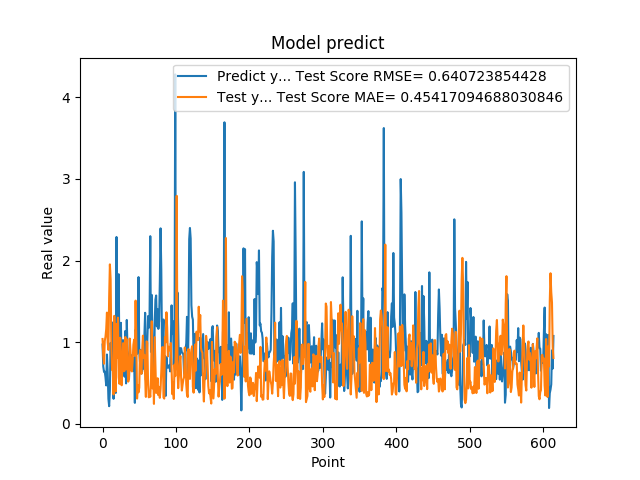 Model predict
Predict y... Test Score RMSE= 0.640723854428
Test y... Test Score MAE= 0.45417094688030846
Real value
4
3
2
1
0
0 100 200 300 400 500 600
Point